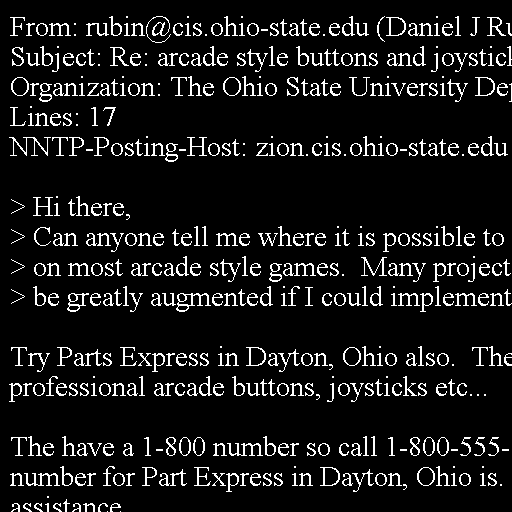 From: rubin@cis.ohio-state.edu (Daniel J Ru
Subject: Re: arcade style buttons and joystick
Organization: The Ohio State University Dep
Lines: 17
NNTP-Posting-Host: zion.cis.ohio-state.edu
> Hi there,
> Can anyone tell me where it is possible to
> on most arcade style games.  Many project
> be greatly augmented if I could implement
Try Parts Express in Dayton, Ohio also.  The
professional arcade buttons, joysticks etc...
The have a 1-800 number so call 1-800-555-
number for Part Express in Dayton, Ohio is.
assistance